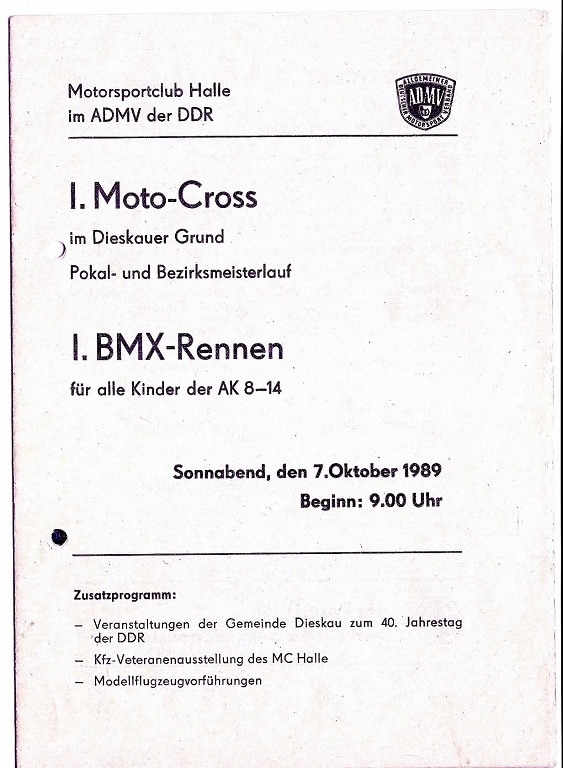 Motorsportclub Halle
im ADMV der DDR
ALLGEMEINER
DEUTSCHER MOTORSPORT VERBAND
ADMV
I. Moto-Cross
im Dieskauer Grund
Pokal- und Bezirksmeisterlauf
I. BMX-Rennen
für alle Kinder der AK 8–14
Sonnabend, den 7.Oktober 1989
Beginn: 9.00 Uhr
Zusatzprogramm:
– Veranstaltungen der Gemeinde Dieskau zum 40. Jahrestag
der DDR
– Kfz-Veteranenausstellung des MC Halle
– Modellflugzeugvorführungen